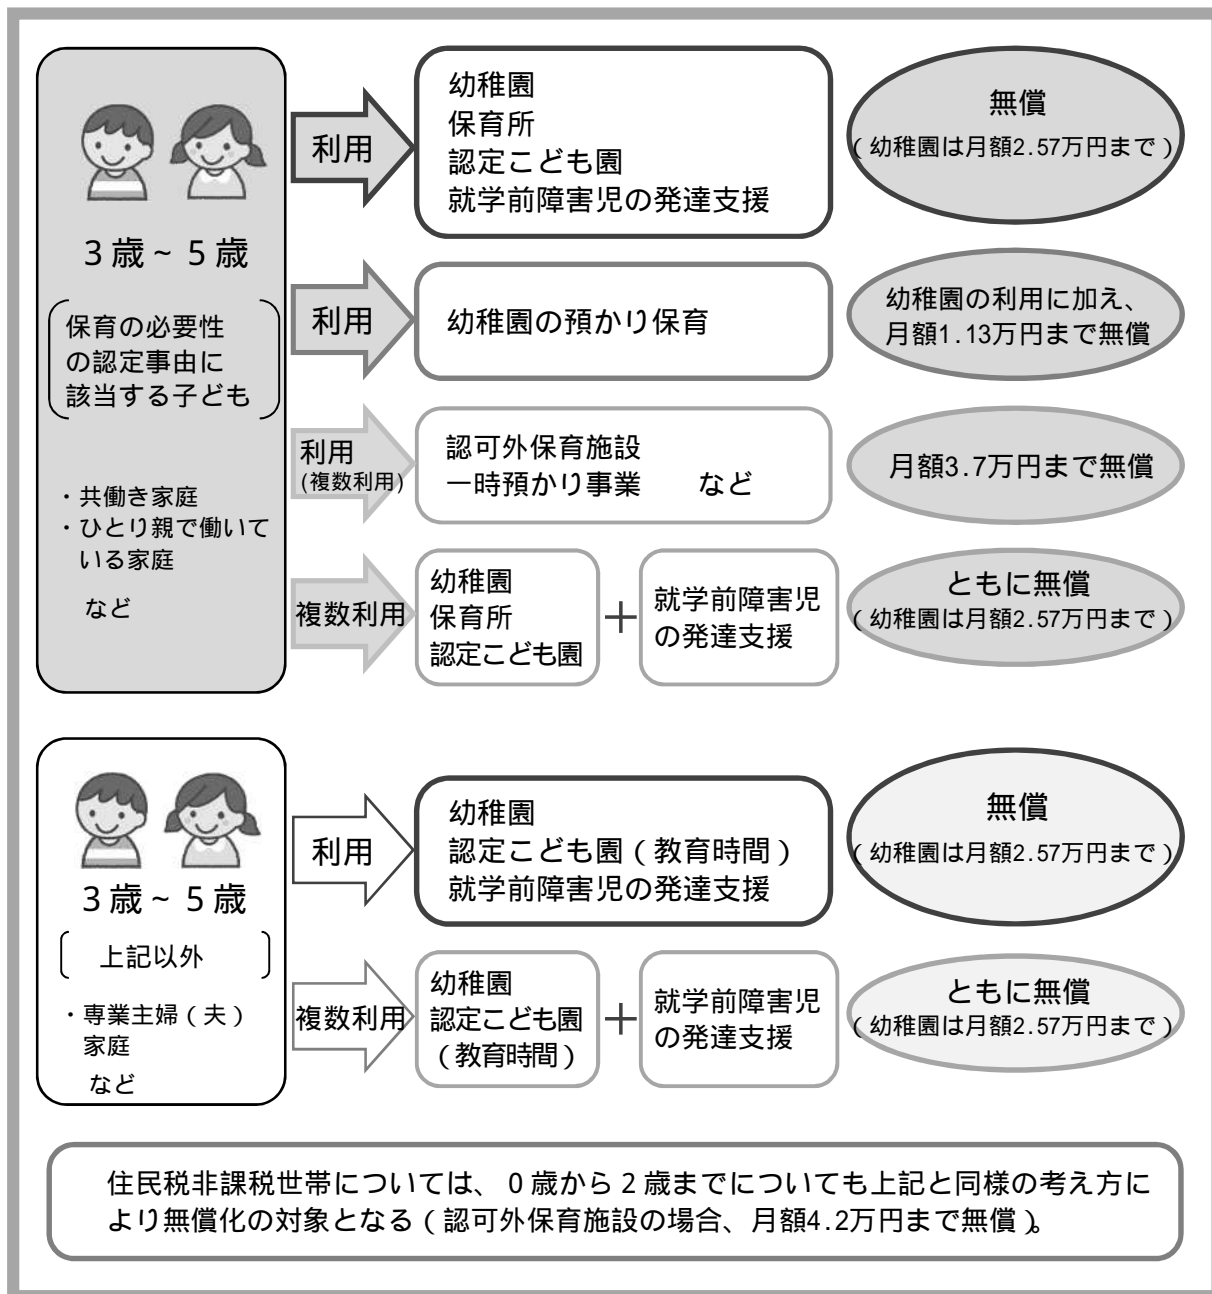 3歳~5歳
保育の必要性
の認定事由に
該当する子ども
・共働き家庭
・ひとり親で働いて
いる家庭
など
利用
幼稚園
保育所
認定こども園
就学前障害児の発達支援
無償
(幼稚園は月額2.57万円まで)
利用
幼稚園の預かり保育
幼稚園の利用に加え、
月額1.13万円まで無償
利用
(複数利用)
認可外保育施設
一時預かり事業 など
月額3.7万円まで無償
複数利用
幼稚園
保育所
認定こども園
+
就学前障害児
の発達支援
ともに無償
(幼稚園は月額2.57万円まで)
3歳~5歳
上記以外
・専業主婦(夫)
家庭
など
利用
幼稚園
認定こども園(教育時間)
就学前障害児の発達支援
無償
(幼稚園は月額2.57万円まで)
複数利用
幼稚園
認定こども園
(教育時間)
+
就学前障害児
の発達支援
ともに無償
(幼稚園は月額2.57万円まで)
住民税非課税世帯については、0歳から2歳までについても上記と同様の考え方に
より無償化の対象となる(認可外保育施設の場合、月額4.2万円まで無償)。